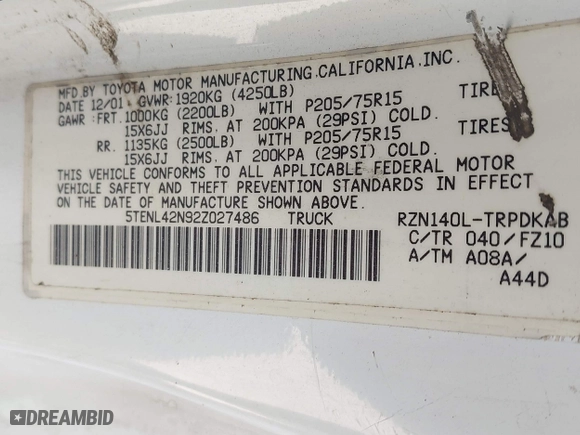 MFD.BY TOYOTA MOTOR MANUFACTURING,CALIFORNIA,INC.
DATE 12/01 GVWR:1920KG (4250LB)
GAWR:FRT.1000KG (2200LB) WITH P205/75R15 TIRE
15X6JJ RIMS. AT 200KPA (29PSI) COLD.
RR. 1135KG (2500LB) WITH P205/75R15 TIRES
15X6JJ RIMS. AT 200KPA (29PSI) COLD.
THIS VEHICLE CONFORMS TO ALL APPLICABLE FEDERAL MOTOR
VEHICLE SAFETY AND THEFT PREVENTION STANDARDS IN EFFECT
ON THE DATE OF MANUFACTURE SHOWN ABOVE.
5TENL42N92Z027486 TRUCK RZN140L-TRPDKAB
C/TR 040/FZ10
A/TM A08A/
A44D
DREAMBID